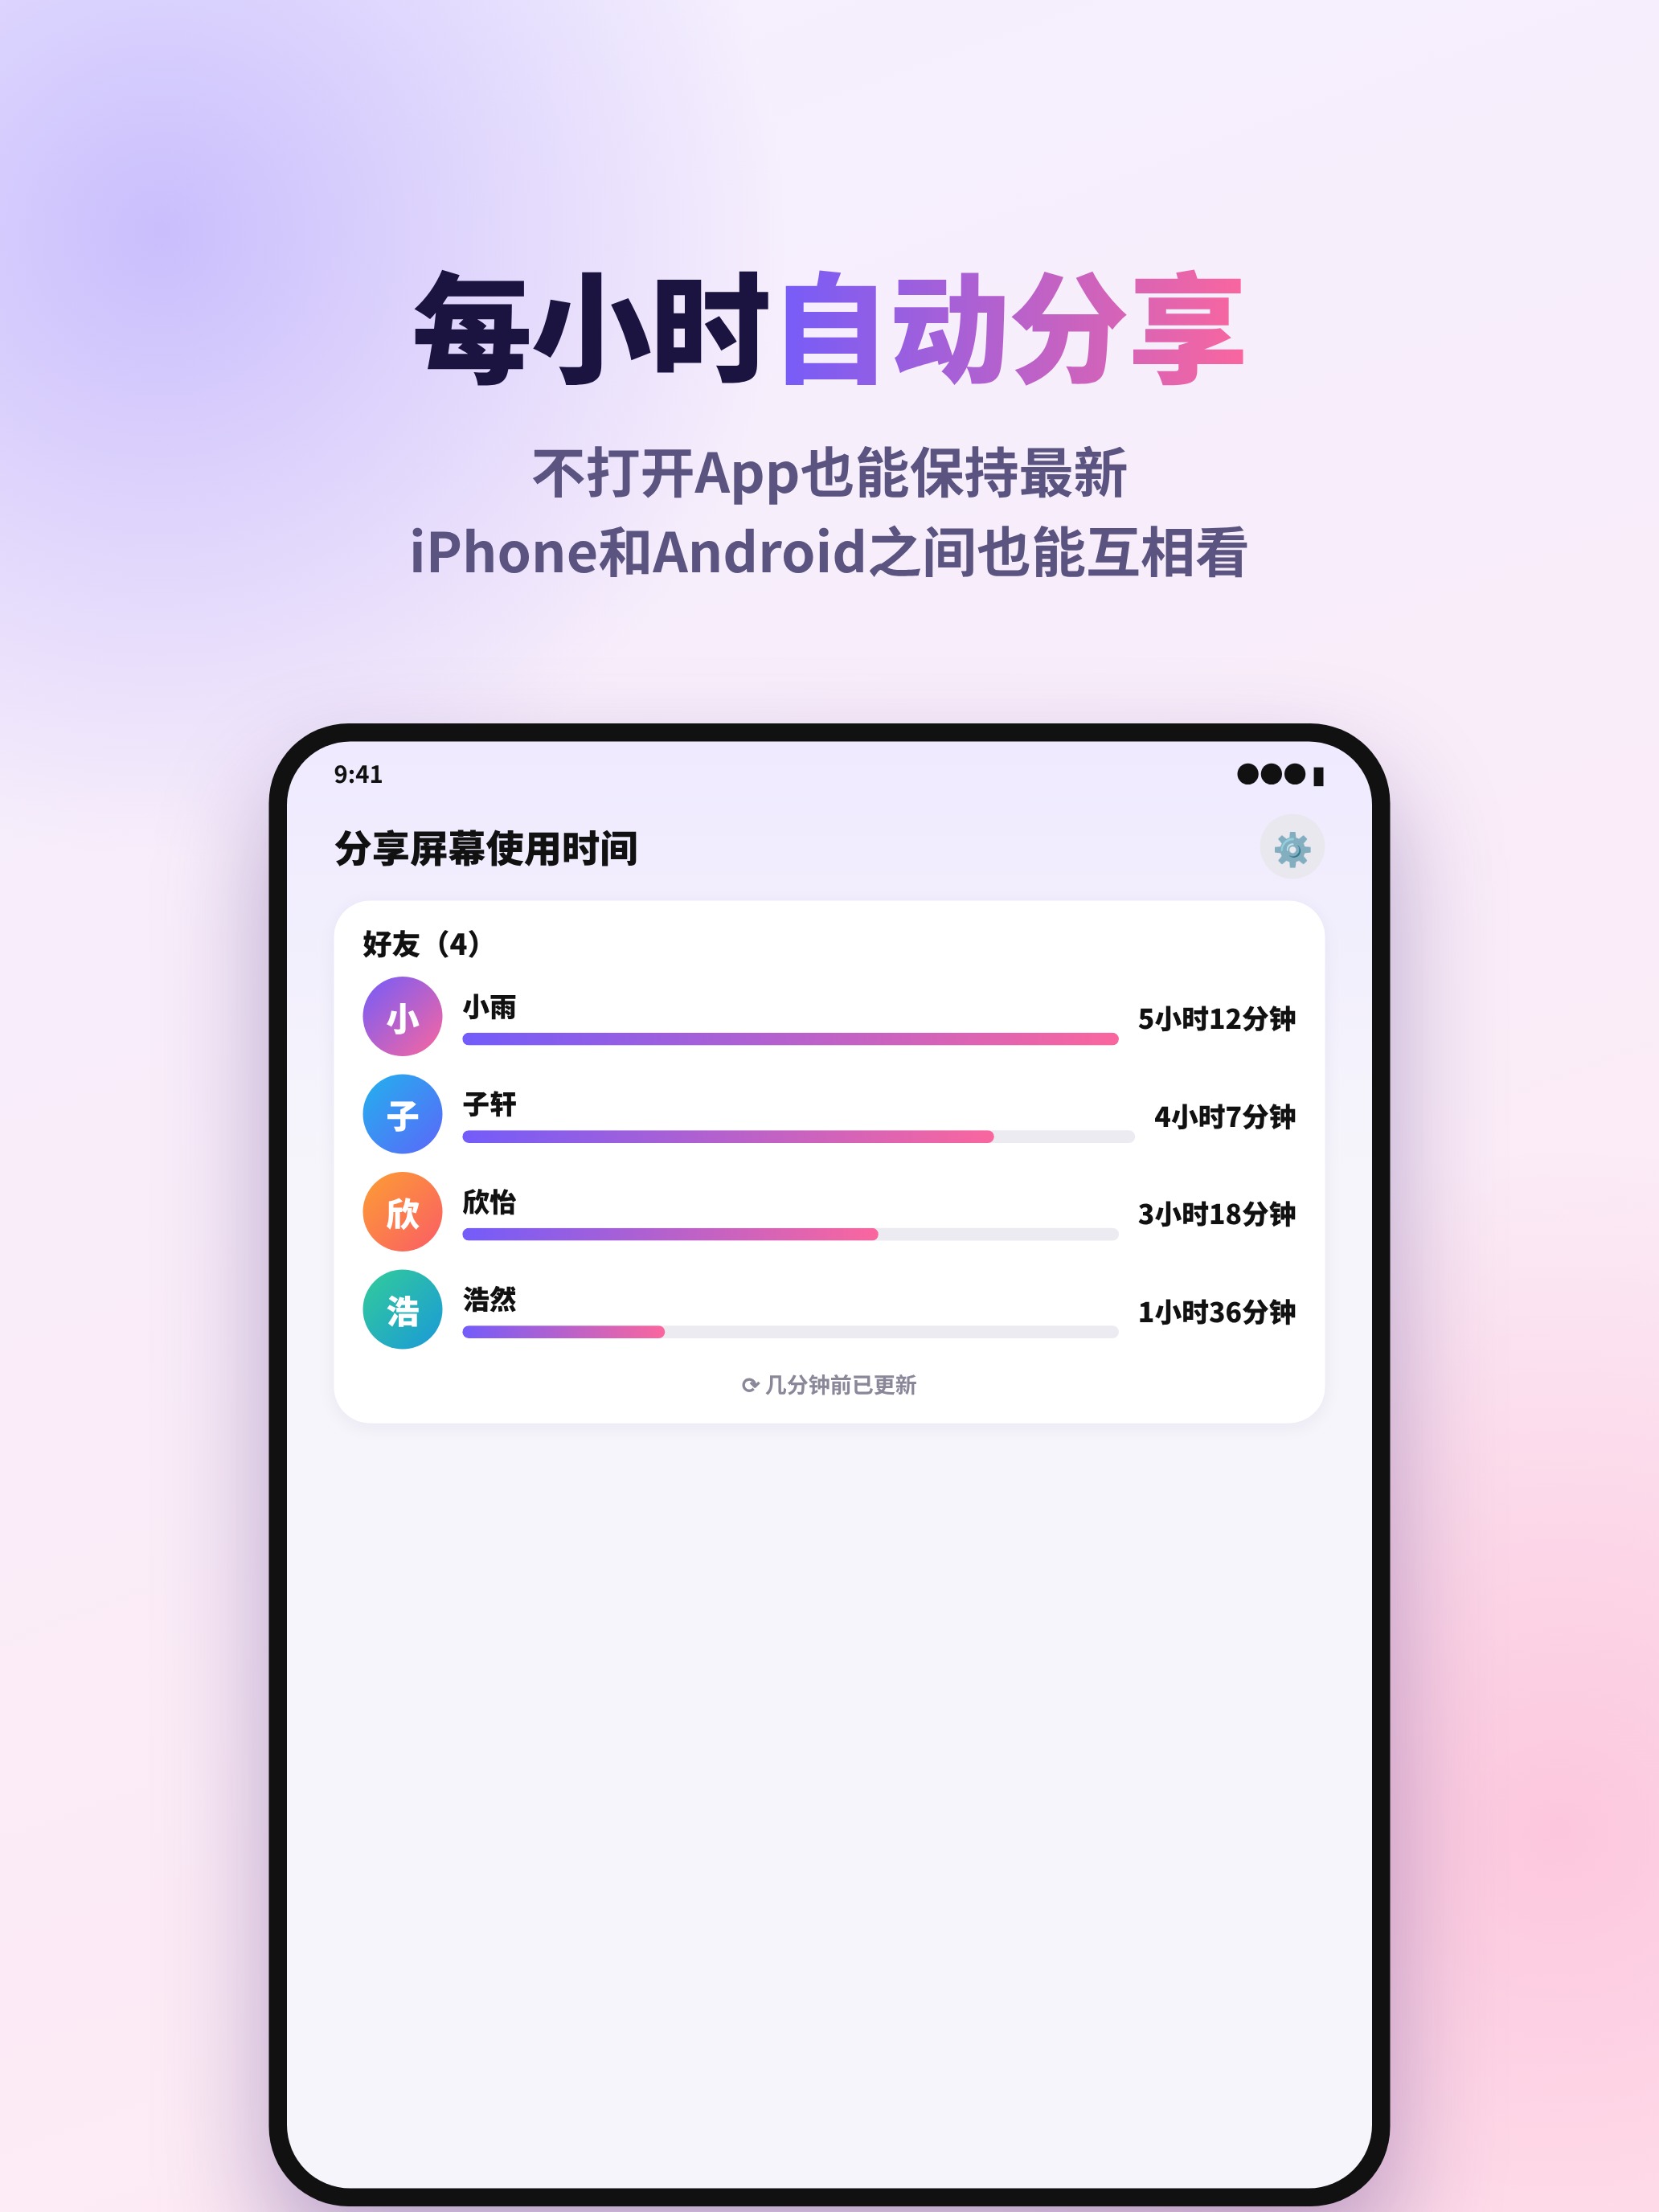 每小时自动分享
不打开App也能保持最新
iPhone和Android之间也能互相看
9:41
分享屏幕使用时间
好友（4）
小
小雨
5小时12分钟
子
子轩
4小时7分钟
欣
欣怡
3小时18分钟
浩
浩然
1小时36分钟
⟳ 几分钟前已更新